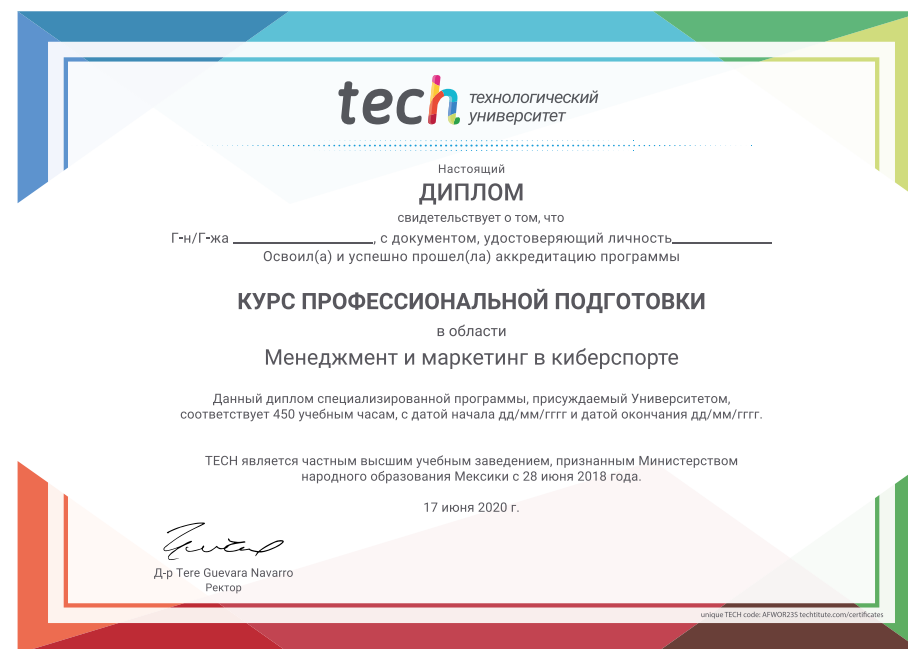 tech технологический
университет
Настоящий
ДИПЛОМ
свидетельствует о том, что
Г-н/Г-жа ____________, с документом, удостоверяющий личность____________
Освоил(а) и успешно прошел(ла) аккредитацию программы
КУРС ПРОФЕССИОНАЛЬНОЙ ПОДГОТОВКИ
в области
Менеджмент и маркетинг в киберспорте
Данный диплом специализированной программы, присуждаемый Университетом,
соответствует 450 учебным часам, с датой начала дд/мм/гггг и датой окончания дд/мм/гггг.
TECH является частным высшим учебным заведением, признанным Министерством
народного образования Мексики с 28 июня 2018 года.
17 июня 2020 г.
Д-р Tere Guevara Navarro
Ректор
unique TECH code: AFWOR23S techtitute.com/certificates